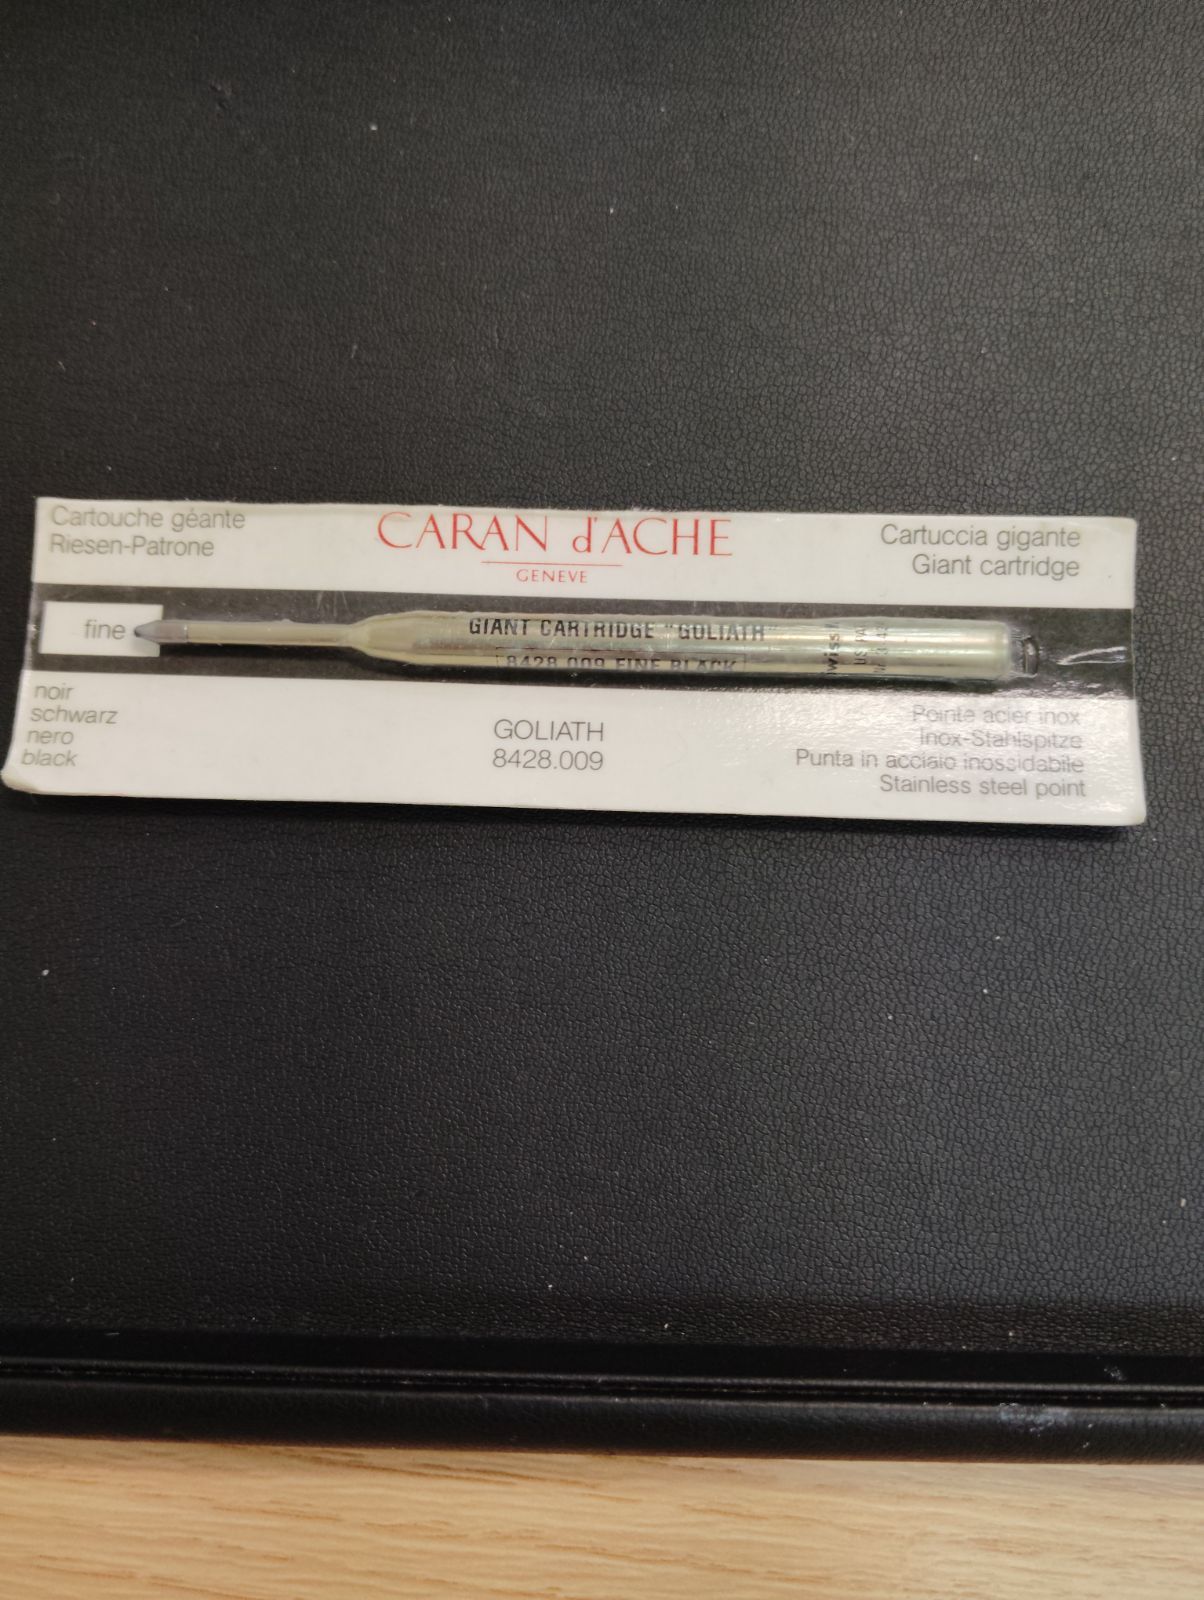 Cartouche géante
Riesen-Patrone
CARAN d'ACHE
GENEVE
Cartuccia gigante
Giant cartridge
fine
GIANT CARTRIDGE "GOLIATH"
8428.009 FINE BLACK
noir
schwarz
nero
black
GOLIATH
8428.009
Pointe acier inox
Inox-Stahlspitze
Punta in acciaio inossidabile
Stainless steel point